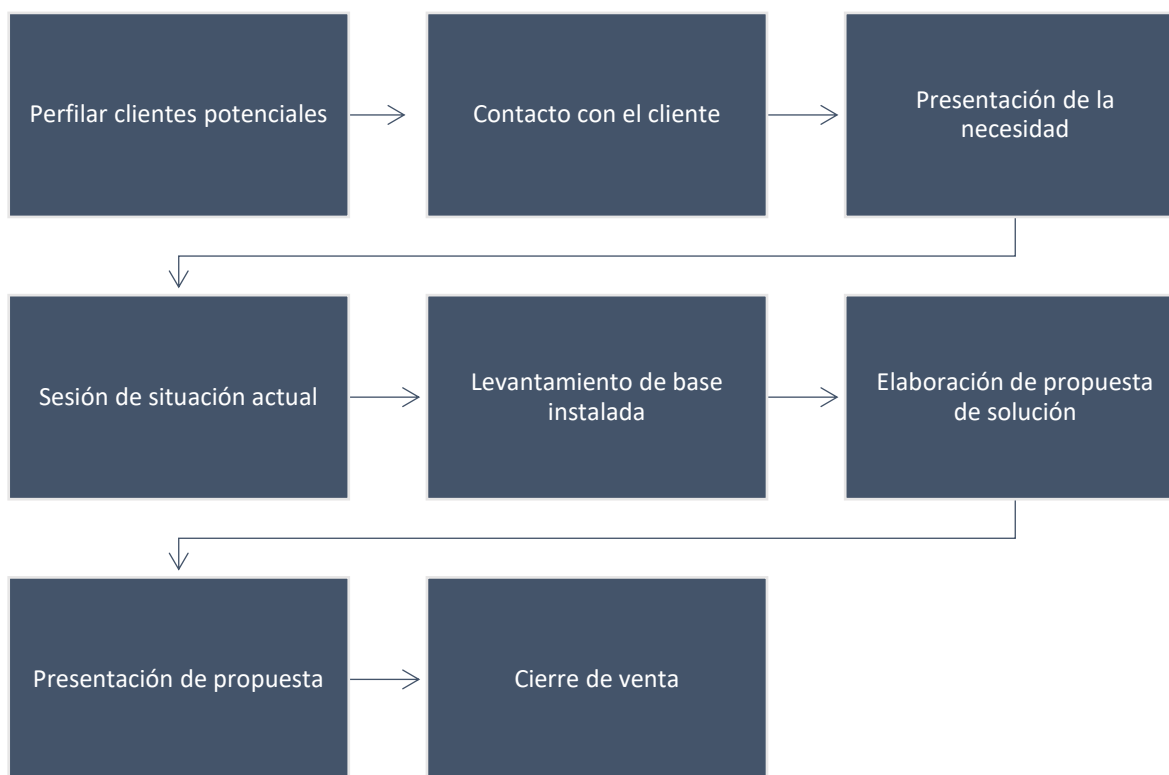 Perfilar clientes potenciales
Contacto con el cliente
Presentación de la
necesidad
Sesión de situación actual
Levantamiento de base
instalada
Elaboración de propuesta
de solución
Presentación de propuesta
Cierre de venta